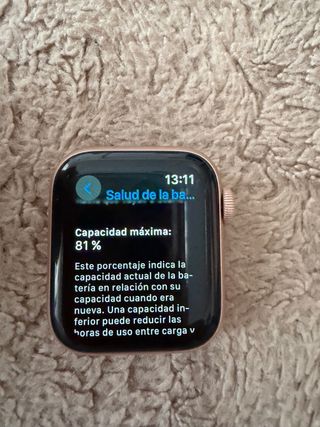 13:11
Salud de la ba...
Capacidad máxima:
81 %
Este porcentaje indica la
capacidad actual de la ba-
tería en relación con su
capacidad cuando era
nueva. Una capacidad in-
ferior puede reducir las
horas de uso entre carga y